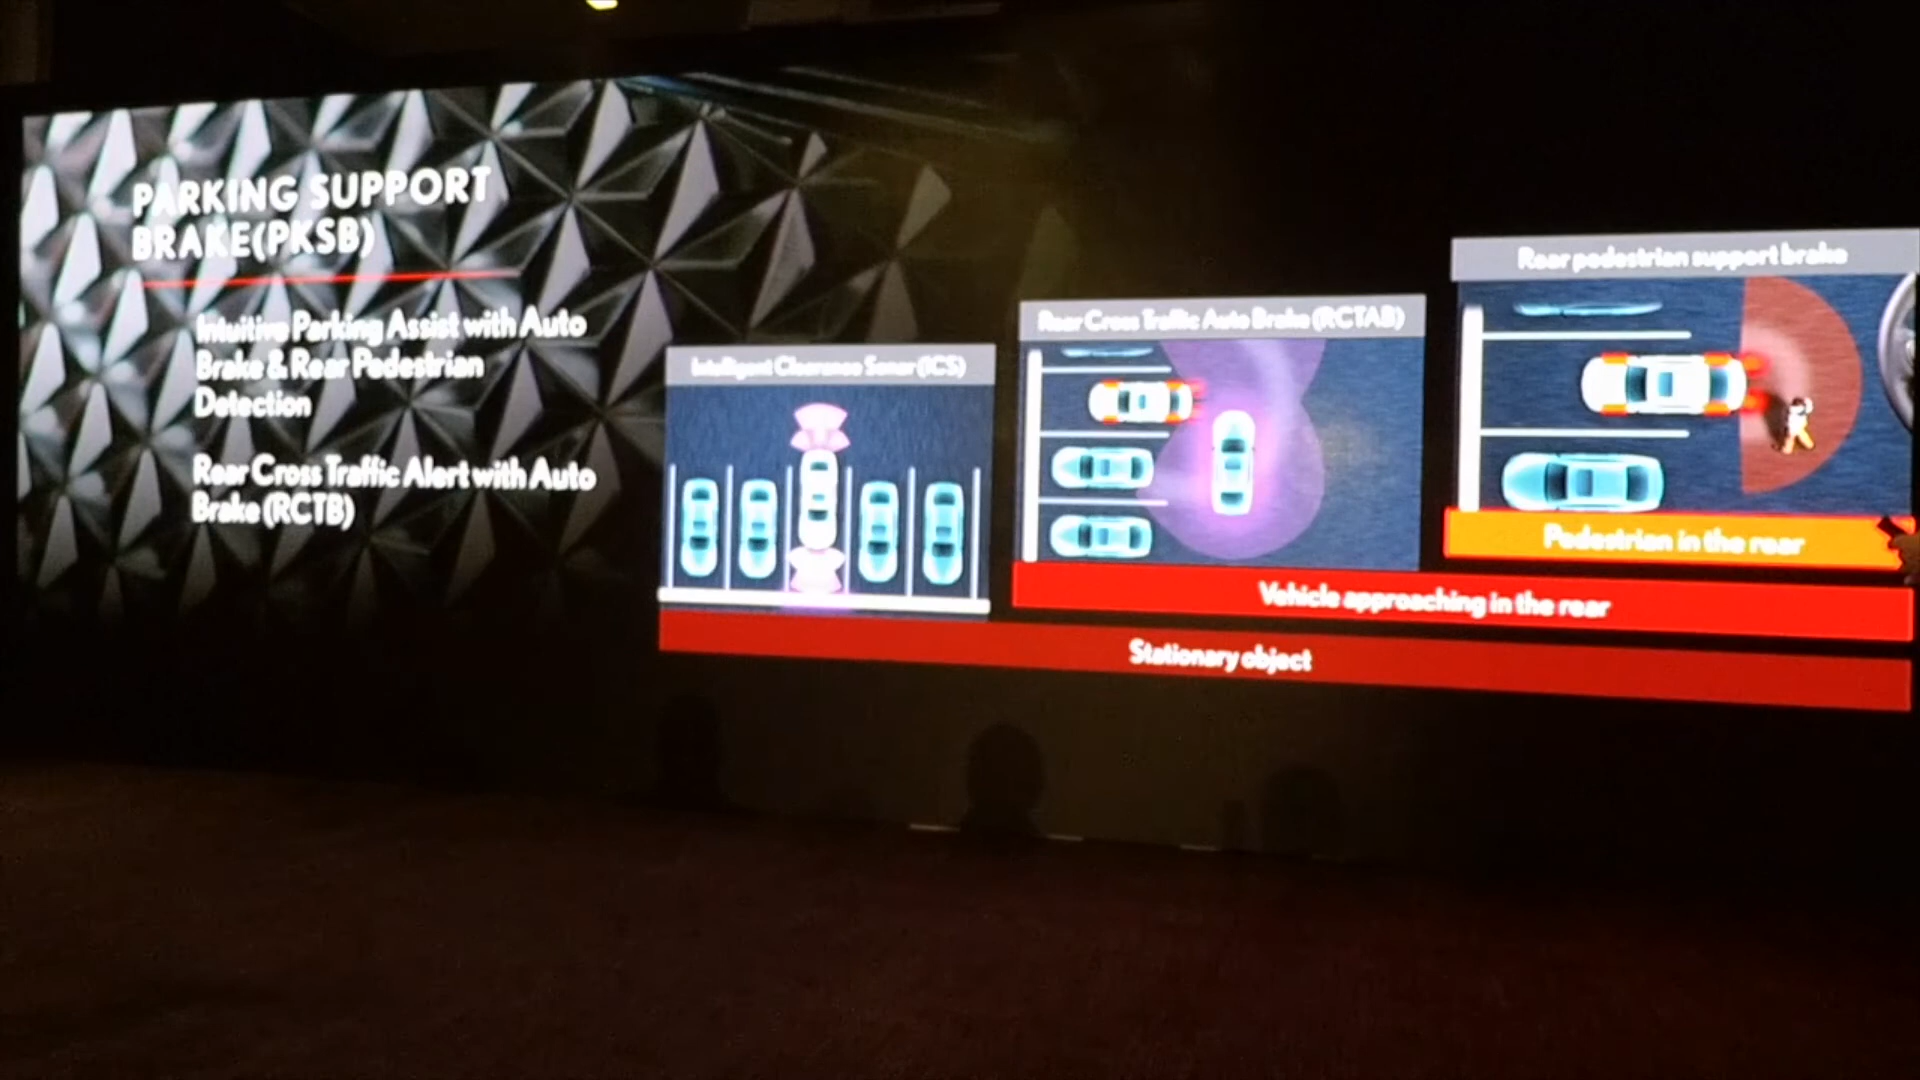 PARKING SUPPORT
BRAKE(PKSB)
Intuitive Parking Assist with Auto
Brake & Rear Pedestrian
Detection
Rear Cross Traffic Alert with Auto
Brake (RCTB)
Intelligent Clearance Sonar (ICS)
Rear Cross Traffic Auto Brake (RCTAB)
Rear pedestrian support brake
Pedestrian in the rear
Vehicle approaching in the rear
Stationary object